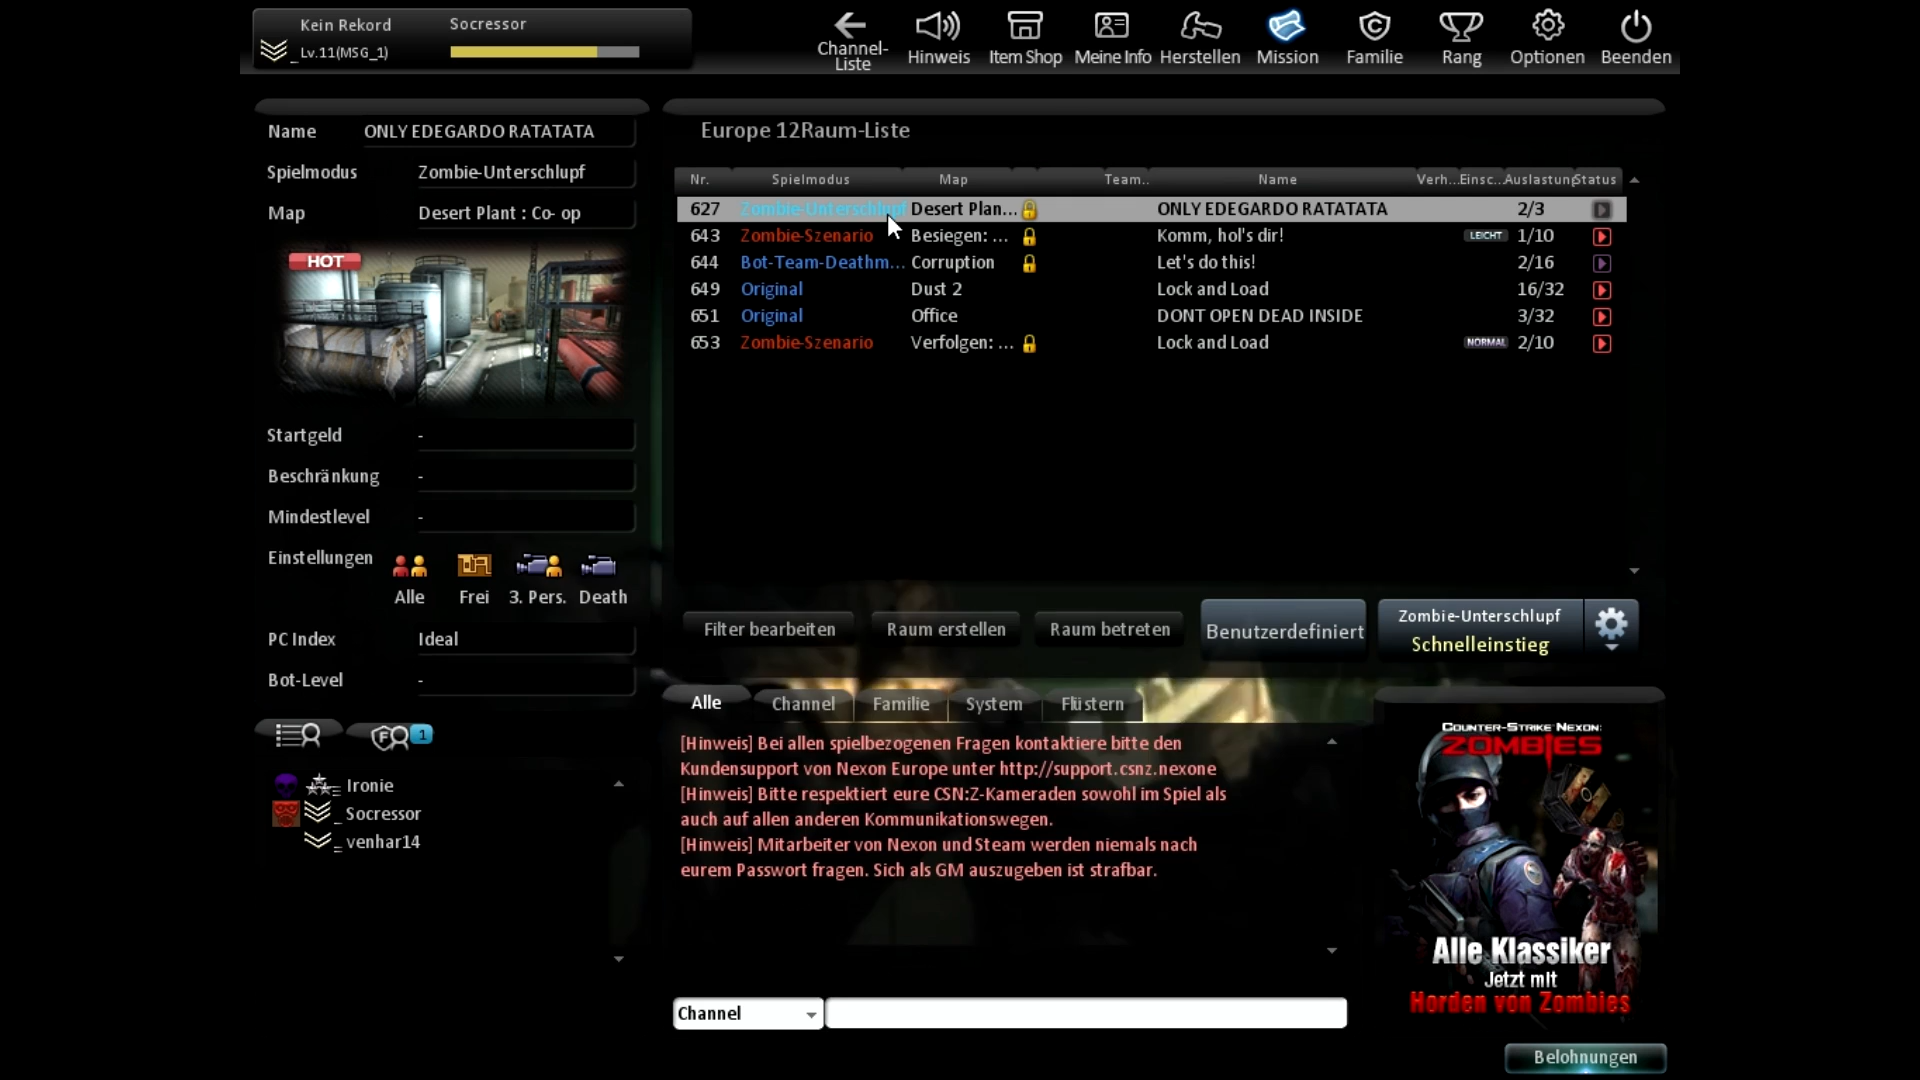 Kein Rekord Socressor
Lv.11(MSG_1)
Channel-Liste Hinweis Item Shop Meine Info Herstellen Mission Familie Rang Optionen Beenden
Name ONLY EDEGARDO RATATATA
Spielmodus Zombie-Unterschlupf
Map Desert Plant : Co- op
HOT
Startgeld -
Beschränkung -
Mindestlevel -
Einstellungen
Alle Frei 3. Pers. Death
PC Index Ideal
Bot-Level -
F 1
Ironie
Socressor
venhar14
Europe 12Raum-Liste
Nr. Spielmodus Map Team.. Name Verh...Einsc...Auslastung Status
627 Zombie-Unterschlupf Desert Plan... ONLY EDEGARDO RATATATA 2/3
643 Zombie-Szenario Besiegen: ... Komm, hol's dir! LEICHT 1/10
644 Bot-Team-Deathm... Corruption Let's do this! 2/16
649 Original Dust 2 Lock and Load 16/32
651 Original Office DONT OPEN DEAD INSIDE 3/32
653 Zombie-Szenario Verfolgen: ... Lock and Load NORMAL 2/10
Filter bearbeiten Raum erstellen Raum betreten Benutzerdefiniert Zombie-Unterschlupf
Schnelleinstieg
Alle Channel Familie System Flüstern
[Hinweis] Bei allen spielbezogenen Fragen kontaktiere bitte den
Kundensupport von Nexon Europe unter http://support.csnz.nexone
[Hinweis] Bitte respektiert eure CSN:Z-Kameraden sowohl im Spiel als
auch auf allen anderen Kommunikationswegen.
[Hinweis] Mitarbeiter von Nexon und Steam werden niemals nach
eurem Passwort fragen. Sich als GM auszugeben ist strafbar.
Channel
Counter-Strike Nexon:
ZOMBIES
Alle Klassiker
Jetzt mit
Horden von Zombies
Belohnungen